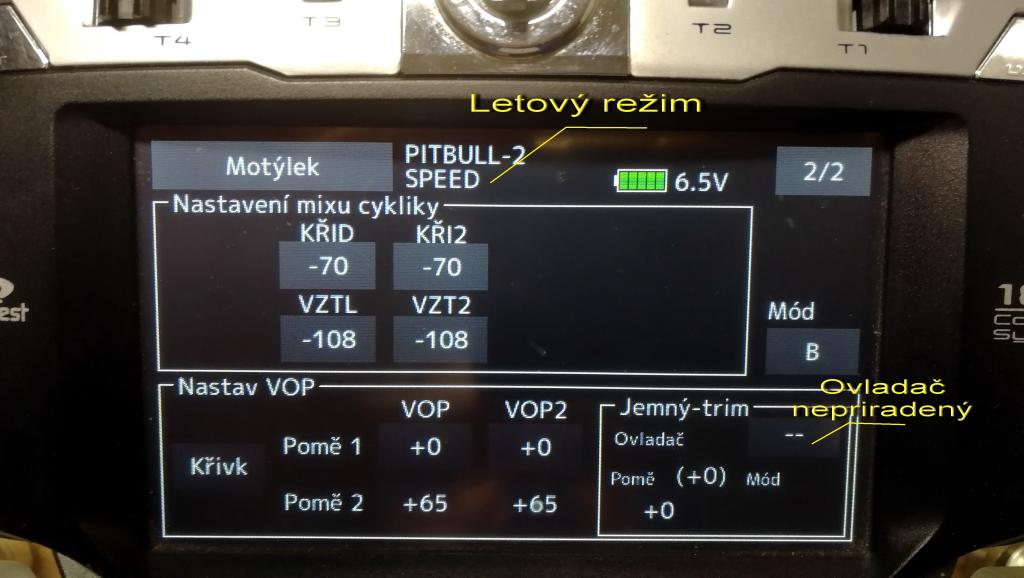 T4
T3
T2
T1
Letový režim
Motýlek
PITBULL-2
SPEED
6.5V
2/2
Nastavení mixu cykliky
KŘID KŘI2
-70 -70
VZTL VZT2
-108 -108
Mód
B
Nastav VOP
VOP VOP2
Křivk
Pomě 1 +0 +0
Pomě 2 +65 +65
Jemný-trim
Ovladač --
Pomě (+0) Mód
+0
Ovladač
nepriradený
est
18